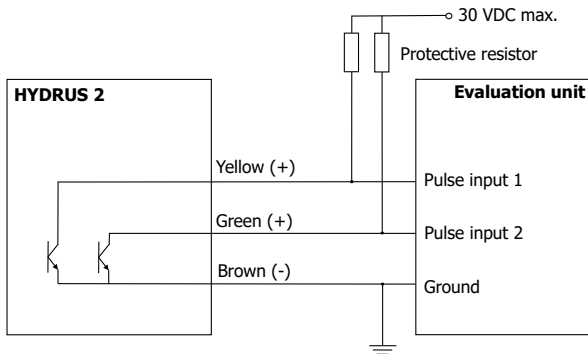 30 VDC max.
Protective resistor
HYDRUS 2
Evaluation unit
Yellow (+)
Pulse input 1
Green (+)
Pulse input 2
Brown (-)
Ground